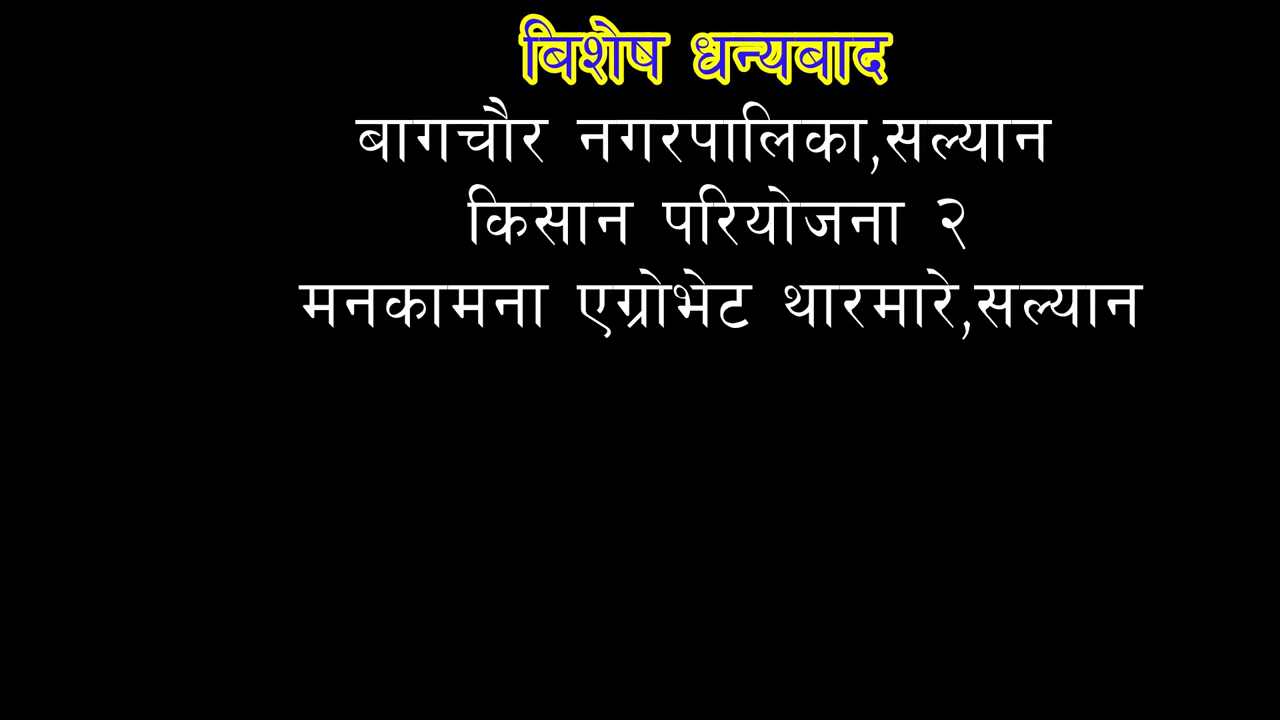 बिशैष धन्यबाद
बागचौर नगरपालिका,सल्यान
किसान परियोजना २
मनकामना एग्रोभेट थारमारे,सल्यान